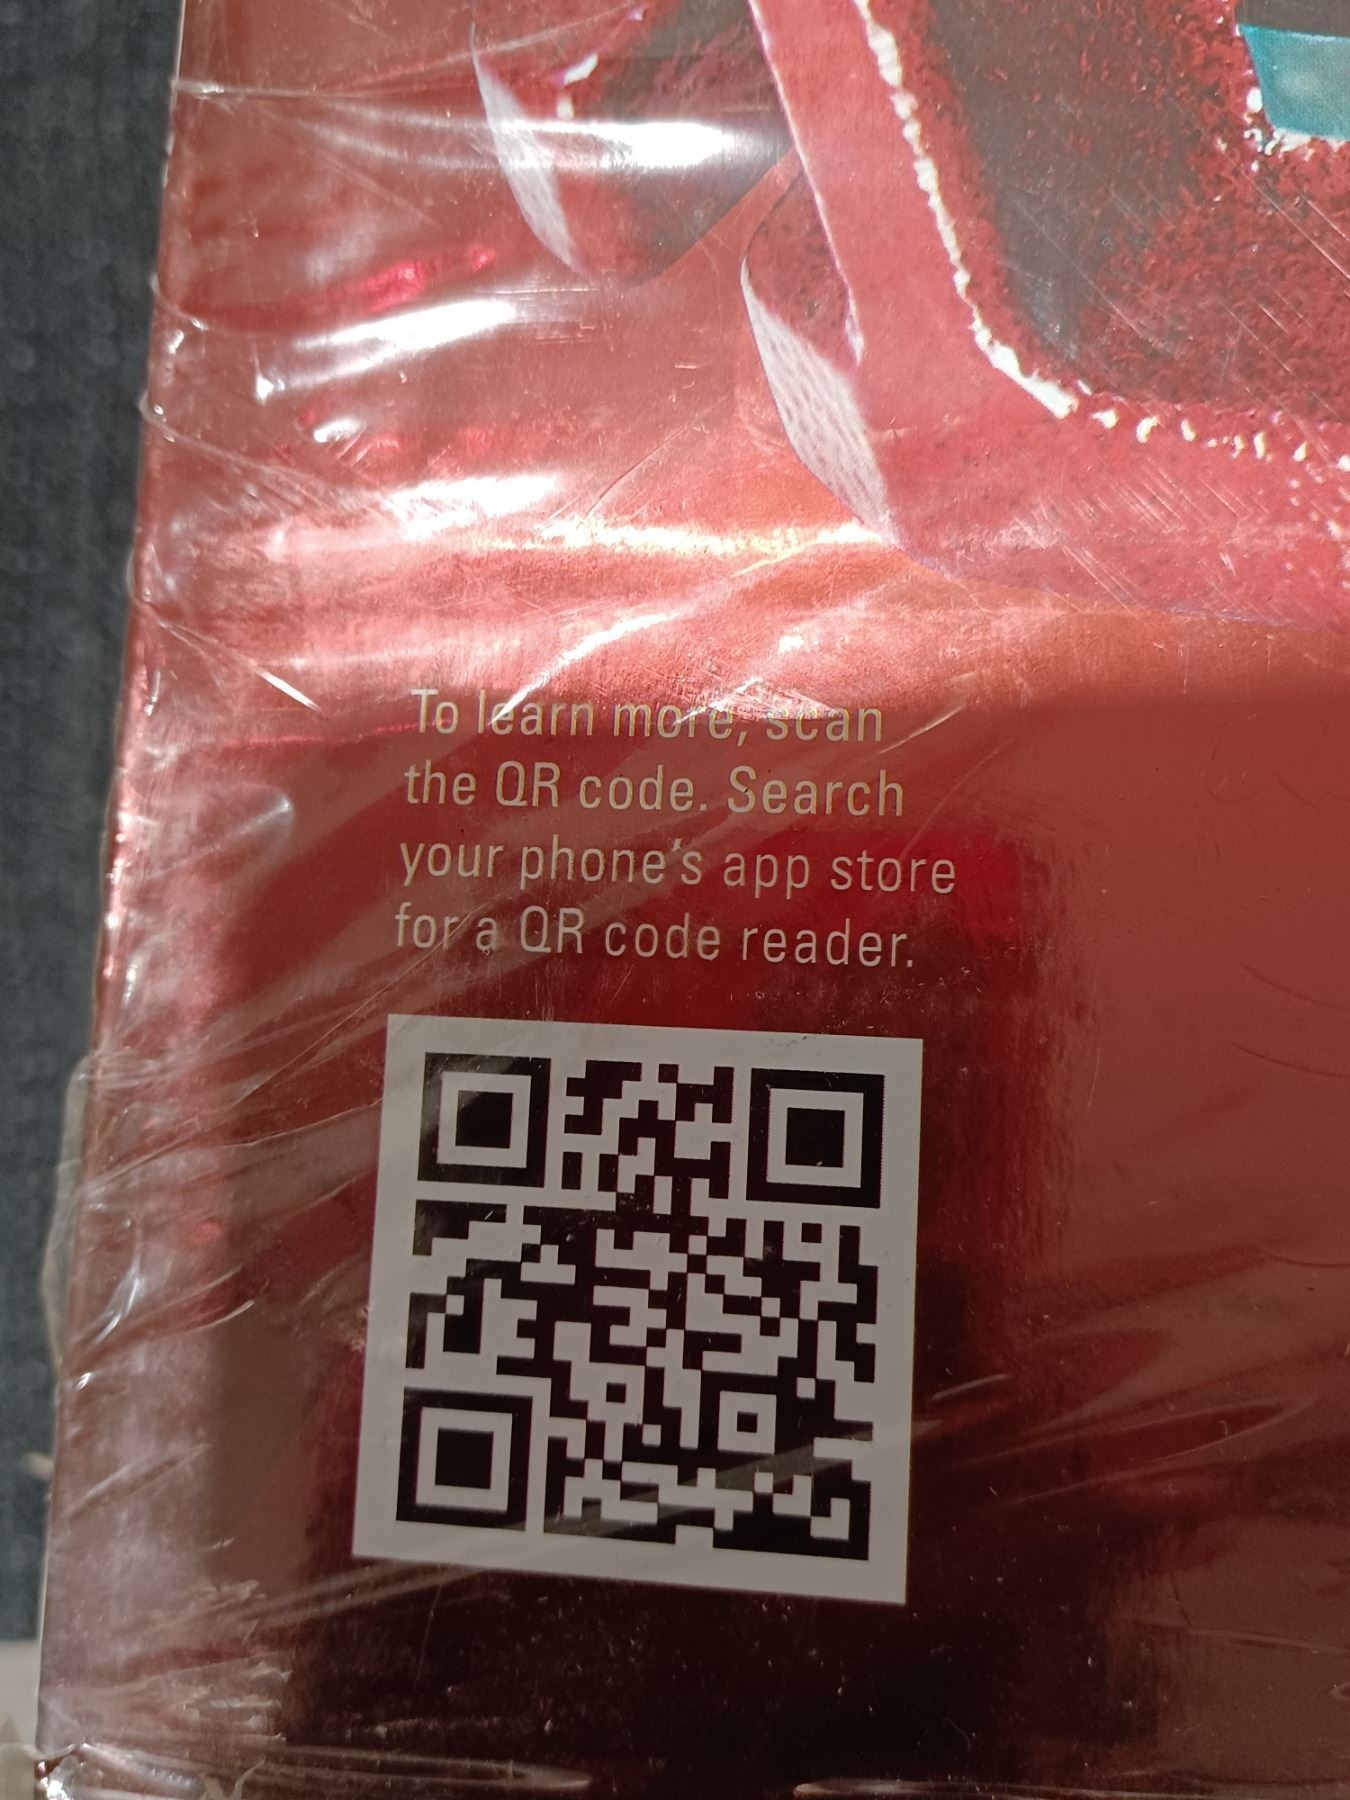 To learn more, scan
the QR code. Search
your phone's app store
for a QR code reader.